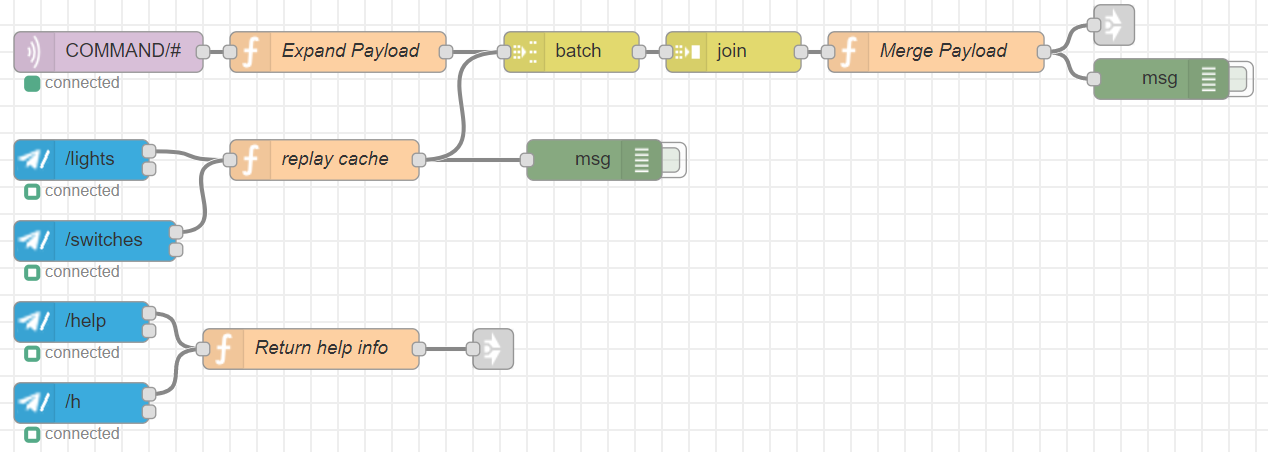 COMMAND/#
Expand Payload
batch
join
Merge Payload
connected
msg
/lights
replay cache
msg
connected
/switches
connected
/help
Return help info
connected
/h
connected